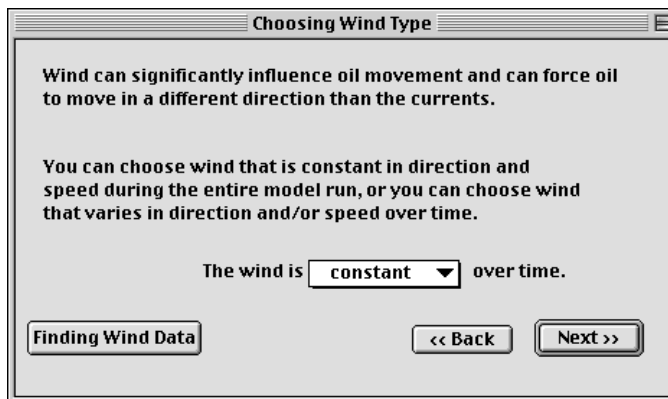 Choosing Wind Type
Wind can significantly influence oil movement and can force oil
to move in a different direction than the currents.
You can choose wind that is constant in direction and
speed during the entire model run, or you can choose wind
that varies in direction and/or speed over time.
The wind is constant over time.
Finding Wind Data
<< Back
Next >>